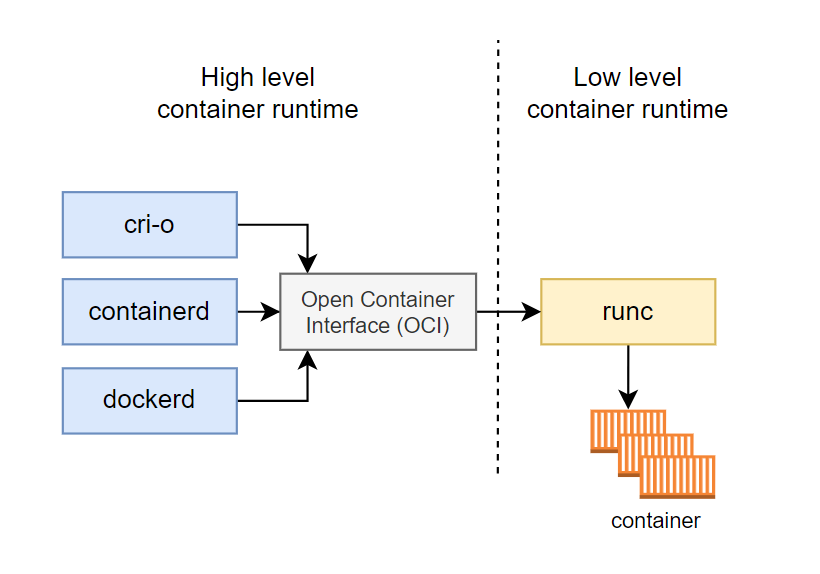 High level
container runtime
Low level
container runtime
cri-o
containerd
dockerd
Open Container
Interface (OCI)
runc
container